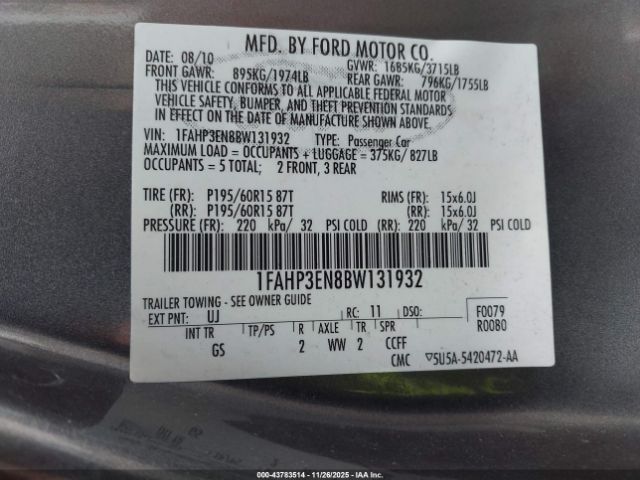 MFD. BY FORD MOTOR CO.
08/10 GVWR: 1685KG/3715LB
FRONT GAWR: 895KG/1974LB REAR GAWR: 796KG/1755LB
THIS VEHICLE CONFORMS TO ALL APPLICABLE FEDERAL MOTOR
VEHICLE SAFETY, BUMPER, AND THEFT PREVENTION STANDARDS
IN EFFECT ON THE DATE OF MANUFACTURE SHOWN ABOVE.
VIN: 1FAHP3EN8BW131932 TYPE: Passenger Car
MAXIMUM LOAD = OCCUPANTS + LUGGAGE = 375KG/ 827LB
OCCUPANTS = 5 TOTAL; 2 FRONT, 3 REAR
TIRE (FR): P195/60R15 87T RIMS (FR): 15x6.0J
(RR): P195/60R15 87T (RR): 15x6.0J
PRESSURE (FR): 220 kPa/ 32 PSI COLD (RR): 220 kPa/ 32 PSI COLD
1FAHP3EN8BW131932
TRAILER TOWING - SEE OWNER GUIDE
EXT PNT: UJ RC: 11 DSO: F0079
INT TR TP/PS R AXLE TR SPR R00B0
GS 2 WW 2 CCFF
CMC ▽5U5A-5420472-AA
000-43783514 | 11/26/2025 | IAAI.COM